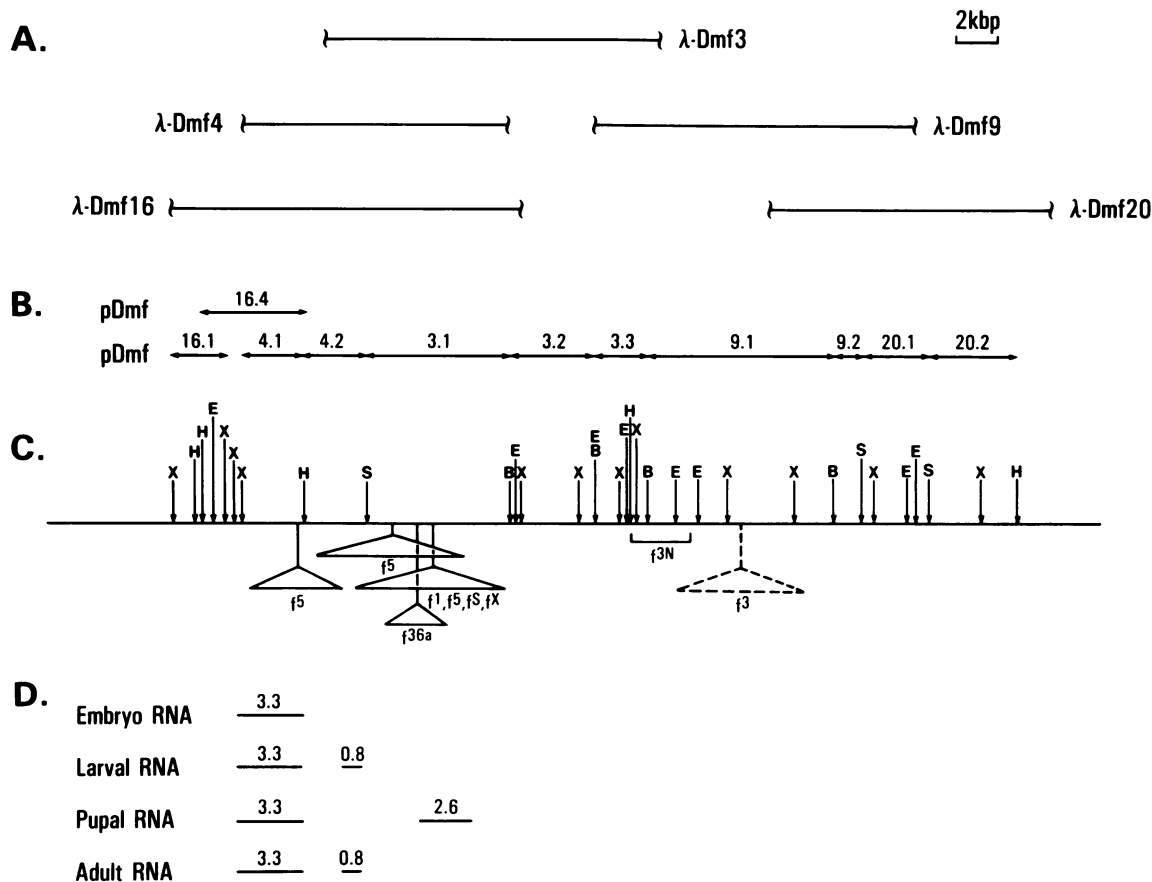 A.
2kbp
λ-Dmf3
λ-Dmf4
λ-Dmf9
λ-Dmf16
λ-Dmf20
B.
pDmf
16.4
pDmf
16.1 4.1 4.2 3.1 3.2 3.3 9.1 9.2 20.1 20.2
C.
X H H E X X X H S B E X X E B X E H X B E E X X B S X E E S X H
f5
f5
f1,f5,fS,fX
f36a
f3N
f3
D.
Embryo RNA 3.3
Larval RNA 3.3 0.8
Pupal RNA 3.3 2.6
Adult RNA 3.3 0.8